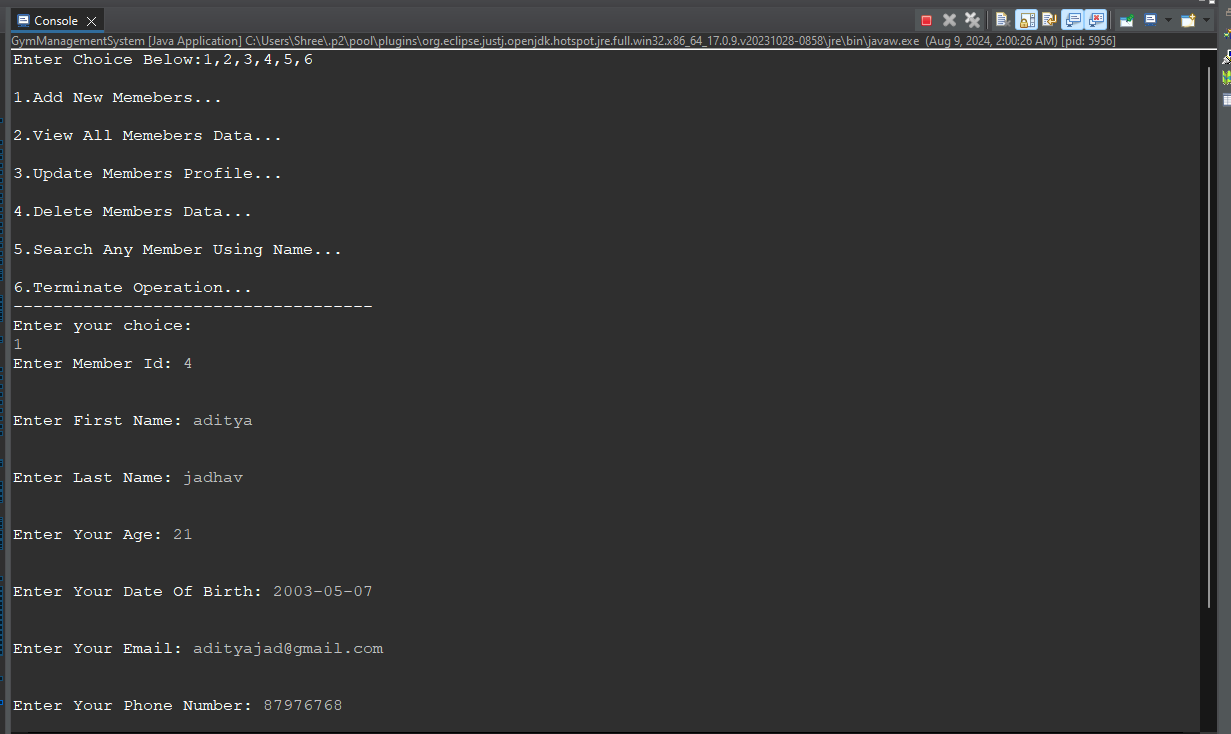 Console
GymManagementSystem [Java Application] C:\Users\Shree\.p2\pool\plugins\org.eclipse.justj.openjdk.hotspot.jre.full.win32.x86_64_17.0.9.v20231028-0858\jre\bin\javaw.exe (Aug 9, 2024, 2:00:26 AM) [pid: 5956]
Enter Choice Below:1,2,3,4,5,6
1.Add New Memebers...
2.View All Memebers Data...
3.Update Members Profile...
4.Delete Members Data...
5.Search Any Member Using Name...
6.Terminate Operation...
------------------------------------
Enter your choice:
1
Enter Member Id: 4
Enter First Name: aditya
Enter Last Name: jadhav
Enter Your Age: 21
Enter Your Date Of Birth: 2003-05-07
Enter Your Email: adityajad@gmail.com
Enter Your Phone Number: 87976768